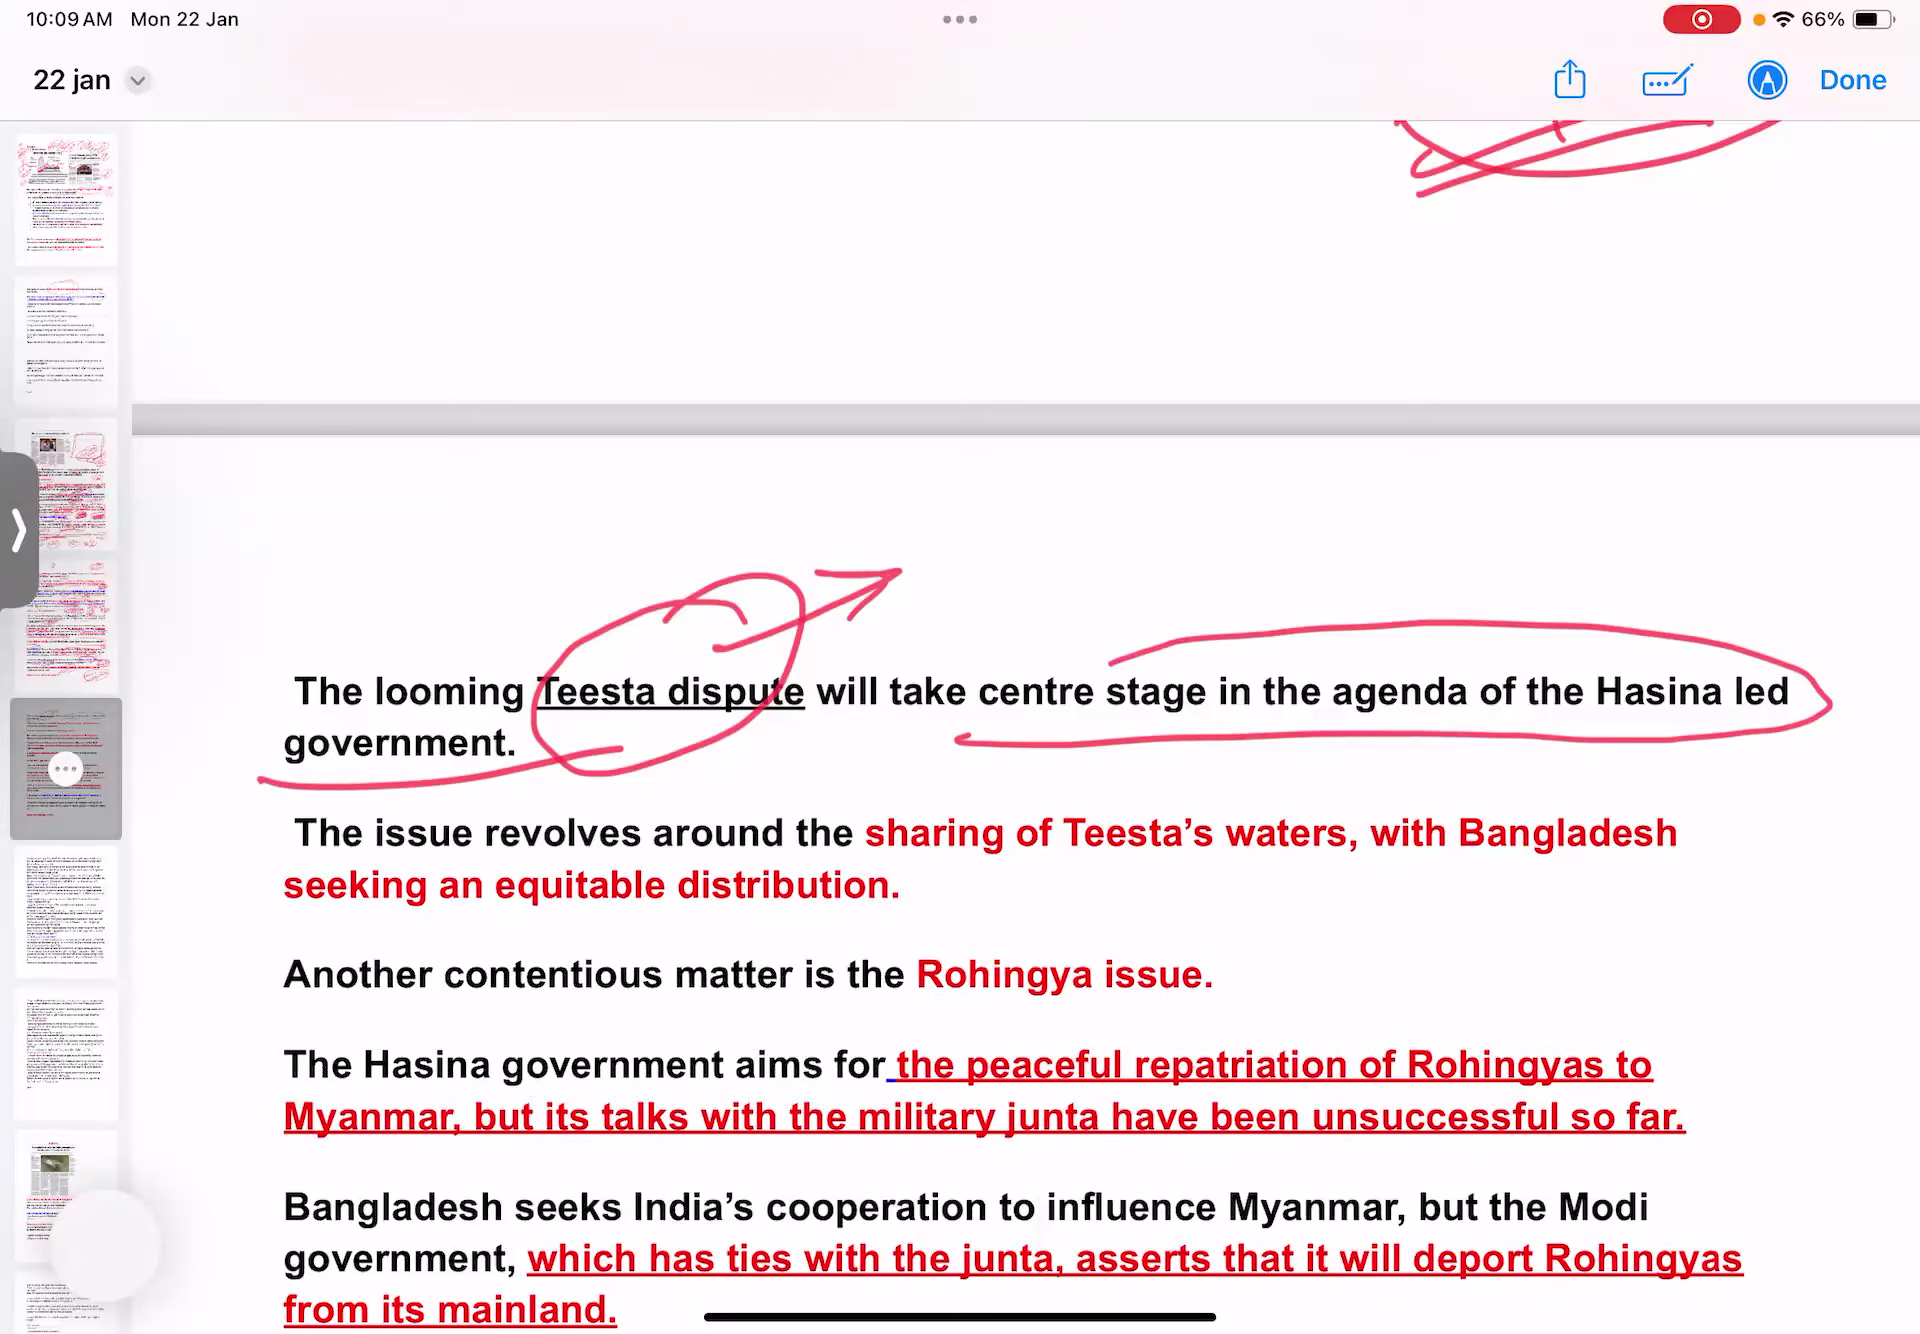 10:09 AM Mon 22 Jan
66%
22 jan
Done
The looming Teesta dispute will take centre stage in the agenda of the Hasina led
government.
The issue revolves around the sharing of Teesta’s waters, with Bangladesh
seeking an equitable distribution.
Another contentious matter is the Rohingya issue.
The Hasina government aims for the peaceful repatriation of Rohingyas to
Myanmar, but its talks with the military junta have been unsuccessful so far.
Bangladesh seeks India’s cooperation to influence Myanmar, but the Modi
government, which has ties with the junta, asserts that it will deport Rohingyas
from its mainland.